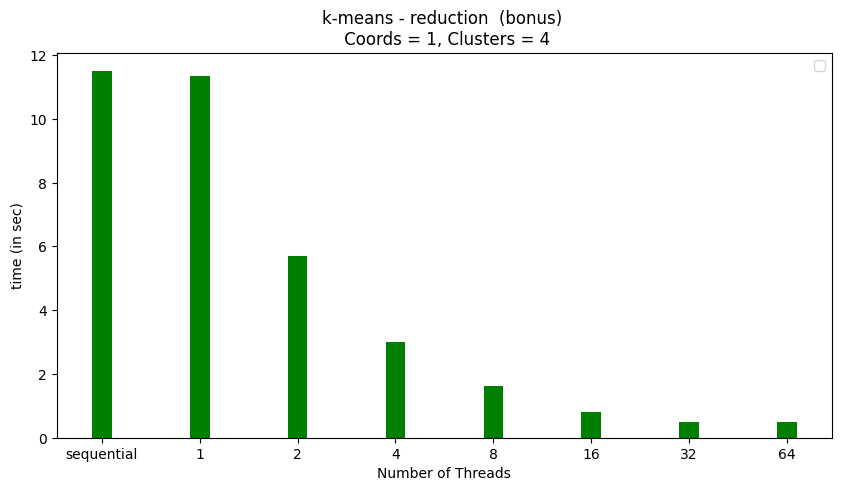 k-means - reduction  (bonus)
Coords = 1, Clusters = 4
12
10
8
6
4
2
0
time (in sec)
sequential 1 2 4 8 16 32 64
Number of Threads